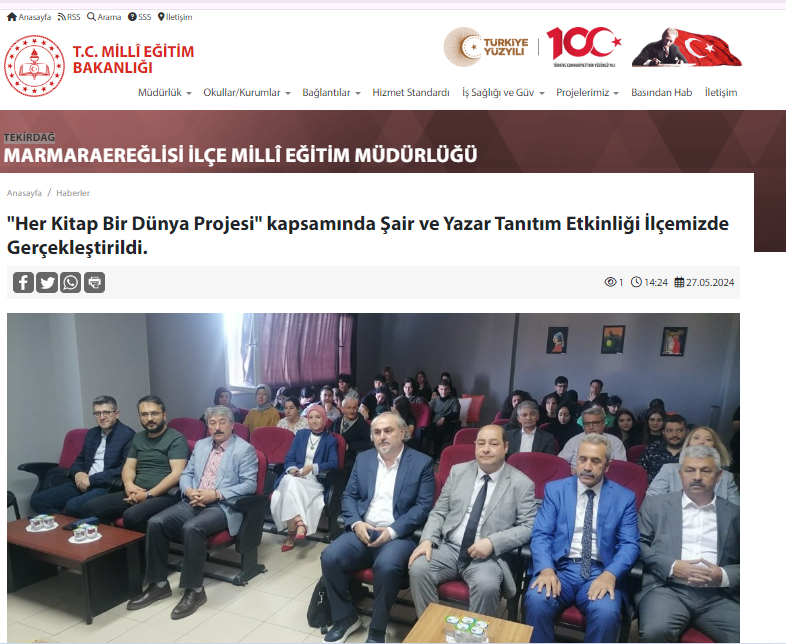 Anasayfa RSS Arama SSS İletişim
T.C. MİLLÎ EĞİTİM
BAKANLIĞI
TÜRKİYE
YÜZYILI
100
TÜRKİYE CUMHURİYETİ'NİN YÜZÜNCÜ YILI
Müdürlük Okullar/Kurumlar Bağlantılar Hizmet Standardı İş Sağlığı ve Güv Projelerimiz Basından Hab İletişim
TEKİRDAĞ
MARMARAEREĞLİSİ İLÇE MİLLÎ EĞİTİM MÜDÜRLÜĞÜ
Anasayfa / Haberler
"Her Kitap Bir Dünya Projesi" kapsamında Şair ve Yazar Tanıtım Etkinliği İlçemizde
Gerçekleştirildi.
1 14:24 27.05.2024